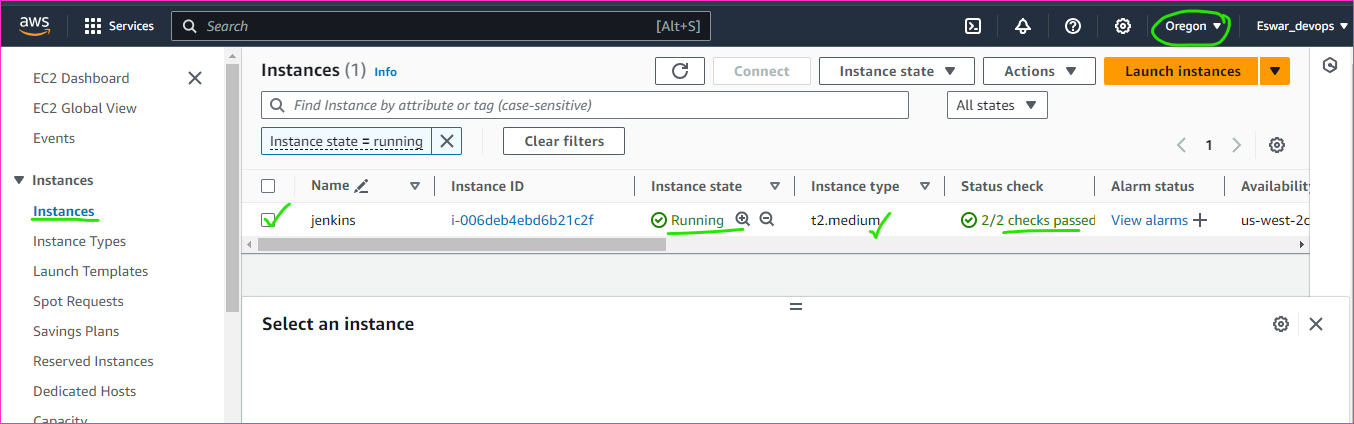 aws Services Search [Alt+S] Oregon Eswar_devops
EC2 Dashboard
EC2 Global View
Events
Instances
Instances
Instance Types
Launch Templates
Spot Requests
Savings Plans
Reserved Instances
Dedicated Hosts
Capacity
Instances (1) Info Connect Instance state Actions Launch instances
Find Instance by attribute or tag (case-sensitive) All states
Instance state = running Clear filters
1
Name Instance ID Instance state Instance type Status check Alarm status Availability
jenkins i-006deb4ebd6b21c2f Running t2.medium 2/2 checks passed View alarms us-west-2
Select an instance